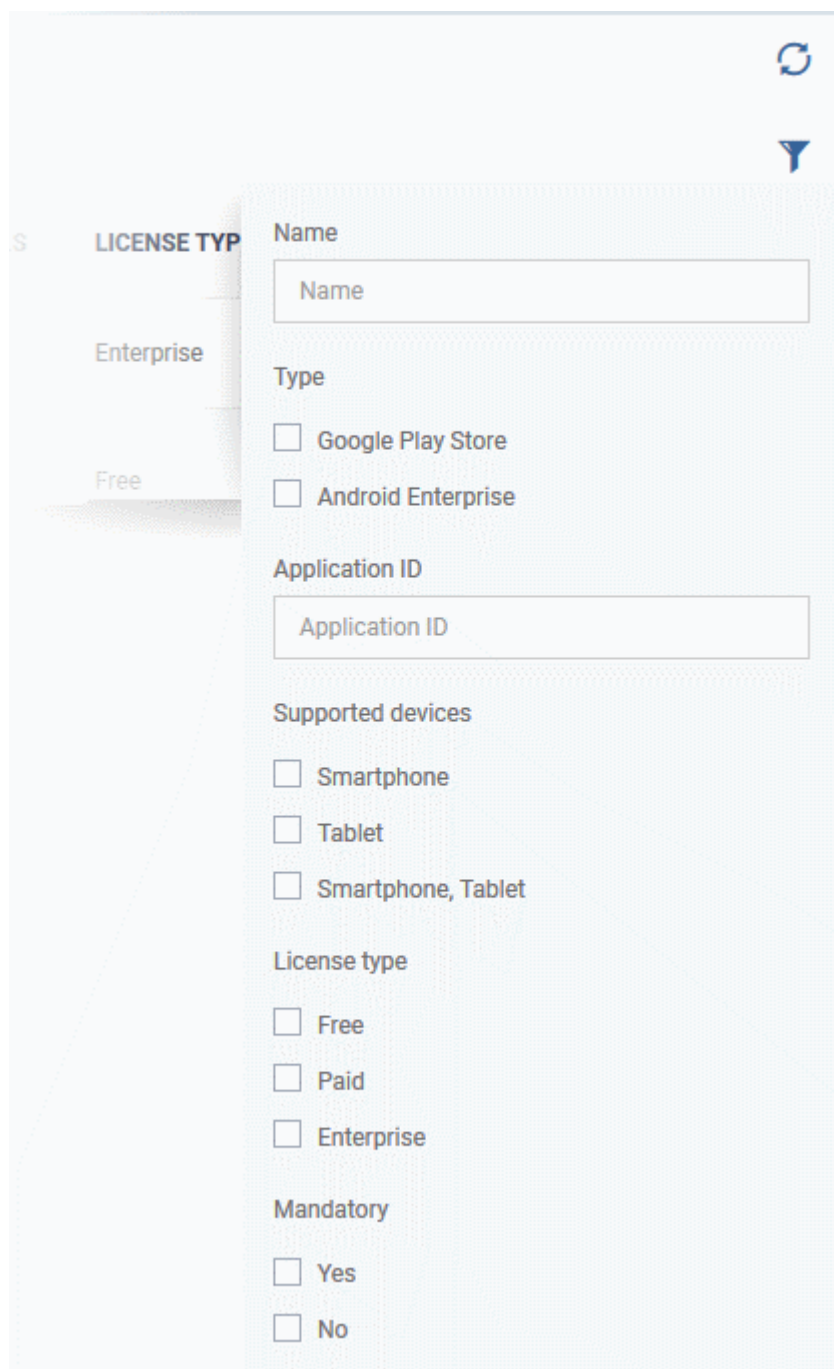 S
LICENSE TYP
Enterprise
Free
Name
Name
Type
Google Play Store
Android Enterprise
Application ID
Application ID
Supported devices
Smartphone
Tablet
Smartphone, Tablet
License type
Free
Paid
Enterprise
Mandatory
Yes
No